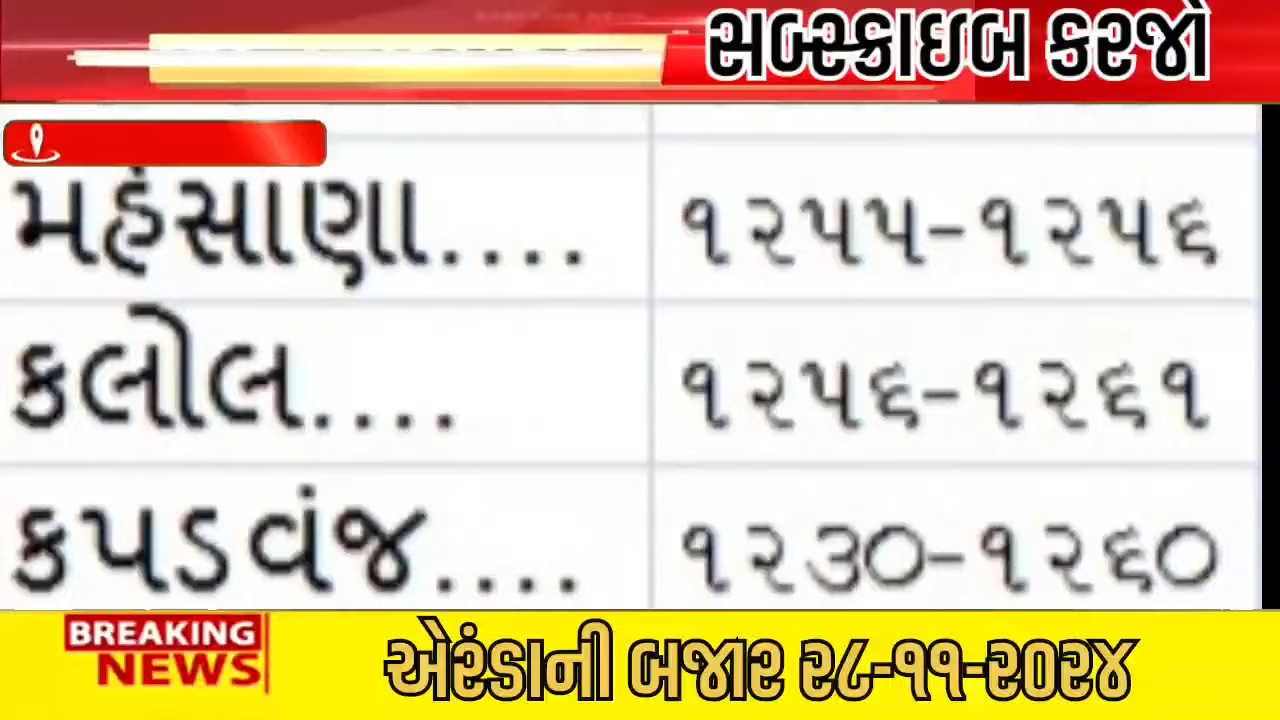 સબ્સ્ક્રાઇબ કરજો
મહેસાણા.... ૧૨૫૫-૧૨૫૬
કલોલ.... ૧૨૫૬-૧૨૬૧
કપડવંજ.... ૧૨૩૦-૧૨૬૦
BREAKING
NEWS
એરંડાની બજાર ૨૮-૧૧-૨૦૨૪